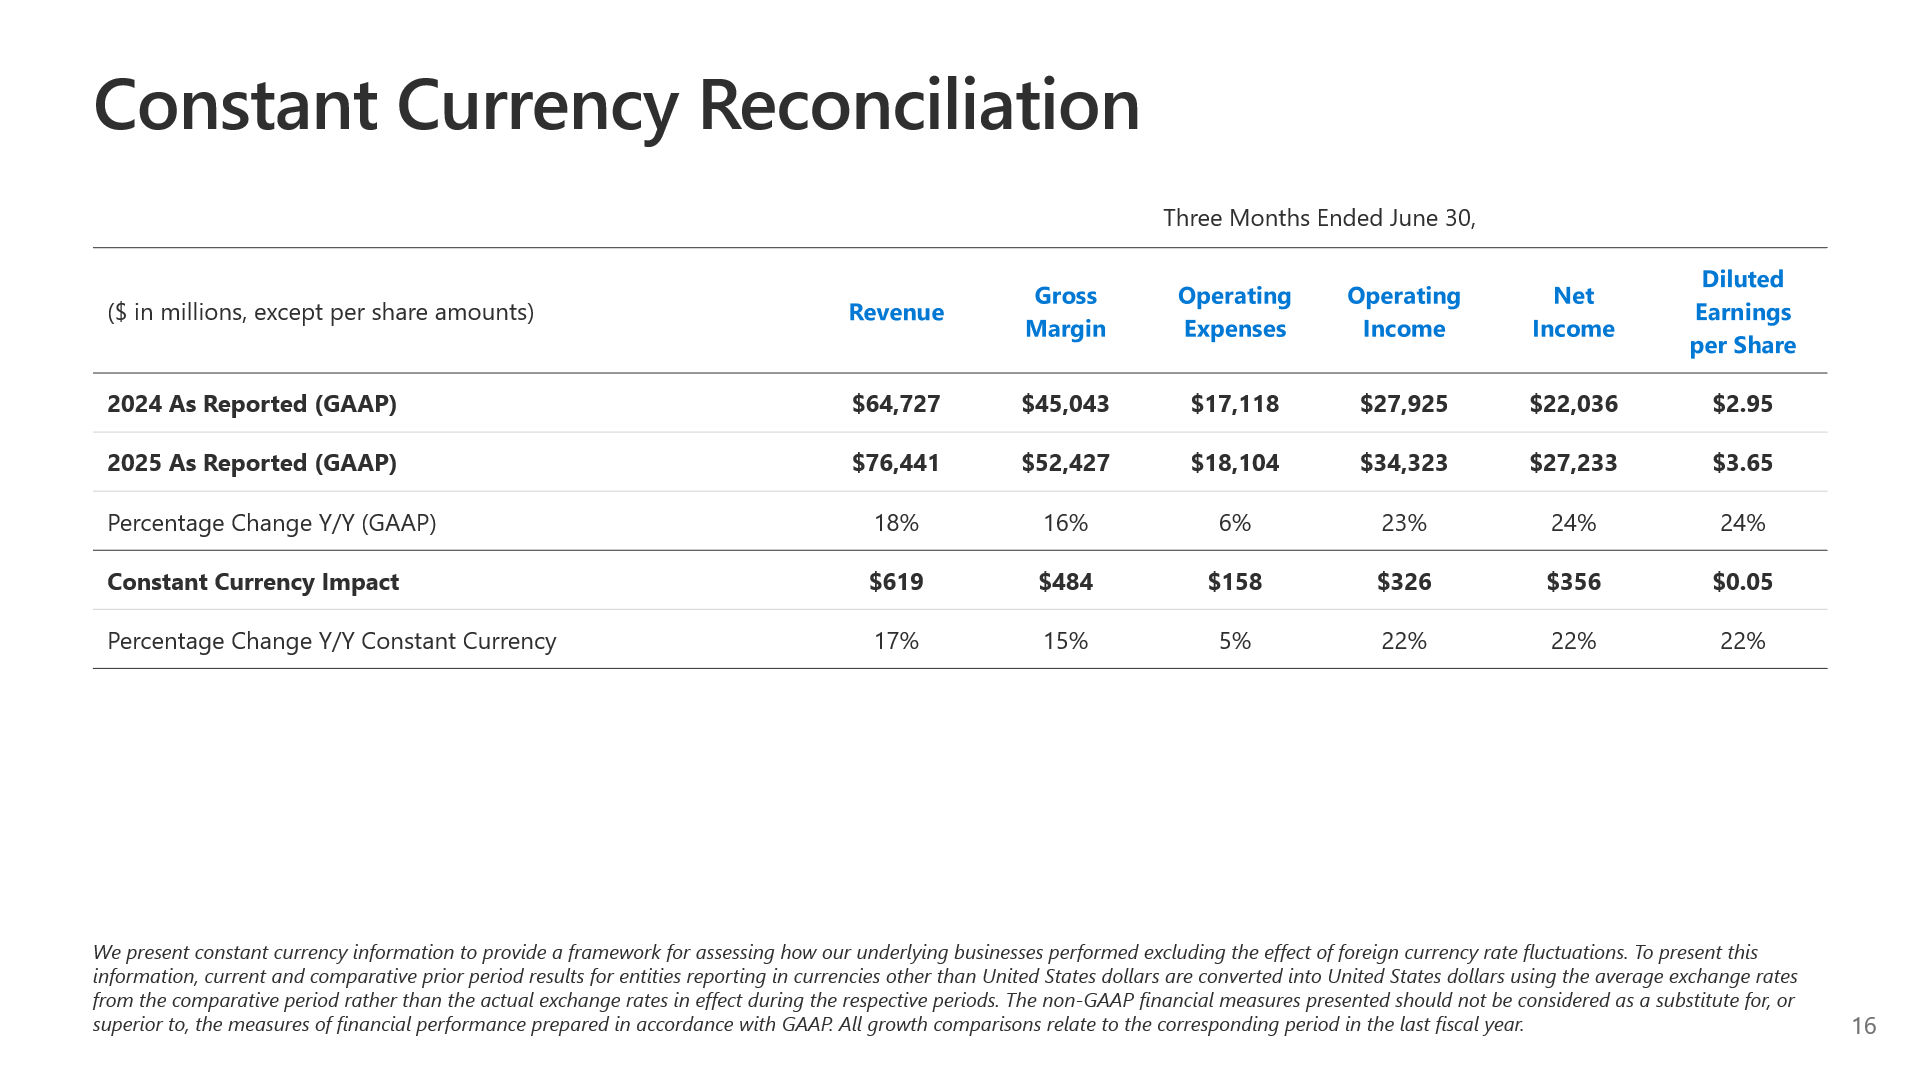 Constant Currency Reconciliation
Three Months Ended June 30,
($ in millions, except per share amounts) Revenue Gross Margin Operating Expenses Operating Income Net Income Diluted Earnings per Share
2024 As Reported (GAAP) $64,727 $45,043 $17,118 $27,925 $22,036 $2.95
2025 As Reported (GAAP) $76,441 $52,427 $18,104 $34,323 $27,233 $3.65
Percentage Change Y/Y (GAAP) 18% 16% 6% 23% 24% 24%
Constant Currency Impact $619 $484 $158 $326 $356 $0.05
Percentage Change Y/Y Constant Currency 17% 15% 5% 22% 22% 22%
We present constant currency information to provide a framework for assessing how our underlying businesses performed excluding the effect of foreign currency rate fluctuations. To present this
information, current and comparative prior period results for entities reporting in currencies other than United States dollars are converted into United States dollars using the average exchange rates
from the comparative period rather than the actual exchange rates in effect during the respective periods. The non-GAAP financial measures presented should not be considered as a substitute for, or
superior to, the measures of financial performance prepared in accordance with GAAP. All growth comparisons relate to the corresponding period in the last fiscal year.
16